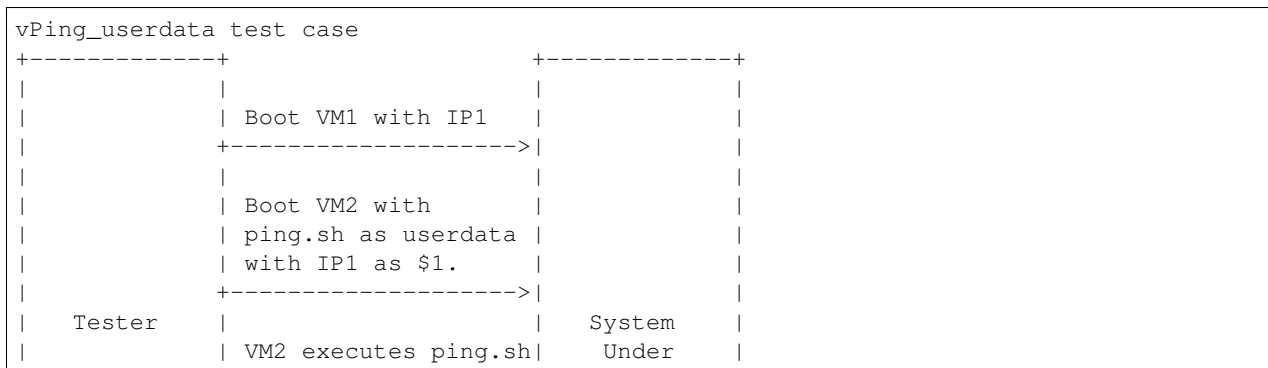 vPing_userdata test case
+-------------+                     +-------------+
|             |                     |             |
|             | Boot VM1 with IP1   |             |
|             +-------------------->|             |
|             |                     |             |
|             | Boot VM2 with       |             |
|             | ping.sh as userdata |             |
|             | with IP1 as $1.     |             |
|             +-------------------->|             |
|   Tester    |                     |   System    |
|             | VM2 executes ping.sh|    Under    |